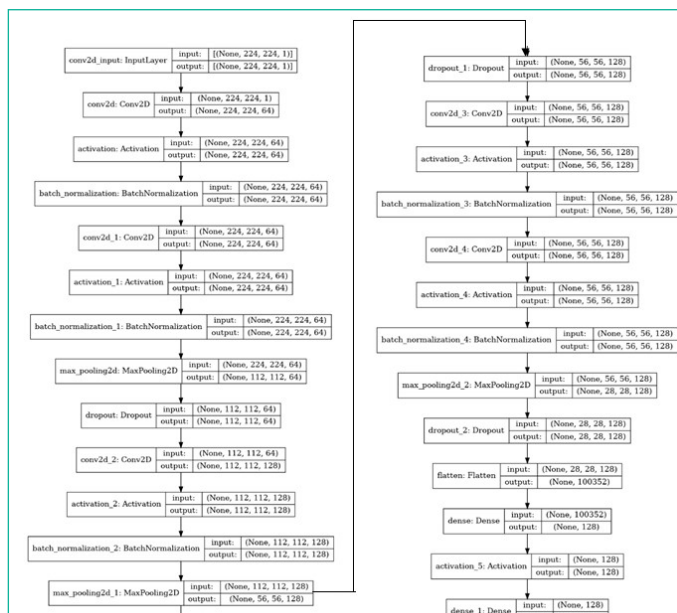 conv2d_input: InputLayer input: [(None, 224, 224, 1)]
output: [(None, 224, 224, 1)]
conv2d: Conv2D input: (None, 224, 224, 1)
output: (None, 224, 224, 64)
activation: Activation input: (None, 224, 224, 64)
output: (None, 224, 224, 64)
batch_normalization: BatchNormalization input: (None, 224, 224, 64)
output: (None, 224, 224, 64)
conv2d_1: Conv2D input: (None, 224, 224, 64)
output: (None, 224, 224, 64)
activation_1: Activation input: (None, 224, 224, 64)
output: (None, 224, 224, 64)
batch_normalization_1: BatchNormalization input: (None, 224, 224, 64)
output: (None, 224, 224, 64)
max_pooling2d: MaxPooling2D input: (None, 224, 224, 64)
output: (None, 112, 112, 64)
dropout: Dropout input: (None, 112, 112, 64)
output: (None, 112, 112, 64)
conv2d_2: Conv2D input: (None, 112, 112, 64)
output: (None, 112, 112, 128)
activation_2: Activation input: (None, 112, 112, 128)
output: (None, 112, 112, 128)
batch_normalization_2: BatchNormalization input: (None, 112, 112, 128)
output: (None, 112, 112, 128)
max_pooling2d_1: MaxPooling2D input: (None, 112, 112, 128)
output: (None, 56, 56, 128)
dropout_1: Dropout input: (None, 56, 56, 128)
output: (None, 56, 56, 128)
conv2d_3: Conv2D input: (None, 56, 56, 128)
output: (None, 56, 56, 128)
activation_3: Activation input: (None, 56, 56, 128)
output: (None, 56, 56, 128)
batch_normalization_3: BatchNormalization input: (None, 56, 56, 128)
output: (None, 56, 56, 128)
conv2d_4: Conv2D input: (None, 56, 56, 128)
output: (None, 56, 56, 128)
activation_4: Activation input: (None, 56, 56, 128)
output: (None, 56, 56, 128)
batch_normalization_4: BatchNormalization input: (None, 56, 56, 128)
output: (None, 56, 56, 128)
max_pooling2d_2: MaxPooling2D input: (None, 56, 56, 128)
output: (None, 28, 28, 128)
dropout_2: Dropout input: (None, 28, 28, 128)
output: (None, 28, 28, 128)
flatten: Flatten input: (None, 28, 28, 128)
output: (None, 100352)
dense: Dense input: (None, 100352)
output: (None, 128)
activation_5: Activation input: (None, 128)
output: (None, 128)
dense_1: Dense input: (None, 128)